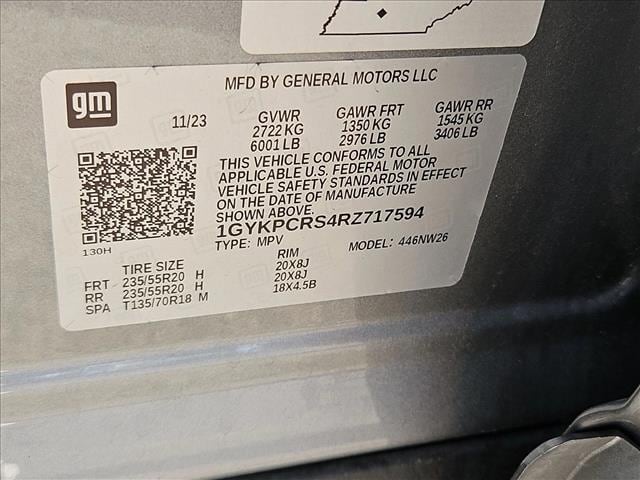 gm
MFD BY GENERAL MOTORS LLC
11/23 GVWR GAWR FRT GAWR RR
2722 KG 1350 KG 1545 KG
6001 LB 2976 LB 3406 LB
THIS VEHICLE CONFORMS TO ALL
APPLICABLE U.S. FEDERAL MOTOR
VEHICLE SAFETY STANDARDS IN EFFECT
ON THE DATE OF MANUFACTURE
SHOWN ABOVE.
1GYKPCRS4RZ717594
130H
TYPE: MPV MODEL: 446NW26
TIRE SIZE RIM
FRT 235/55R20 H 20X8J
RR 235/55R20 H 20X8J
SPA T135/70R18 M 18X4.5B